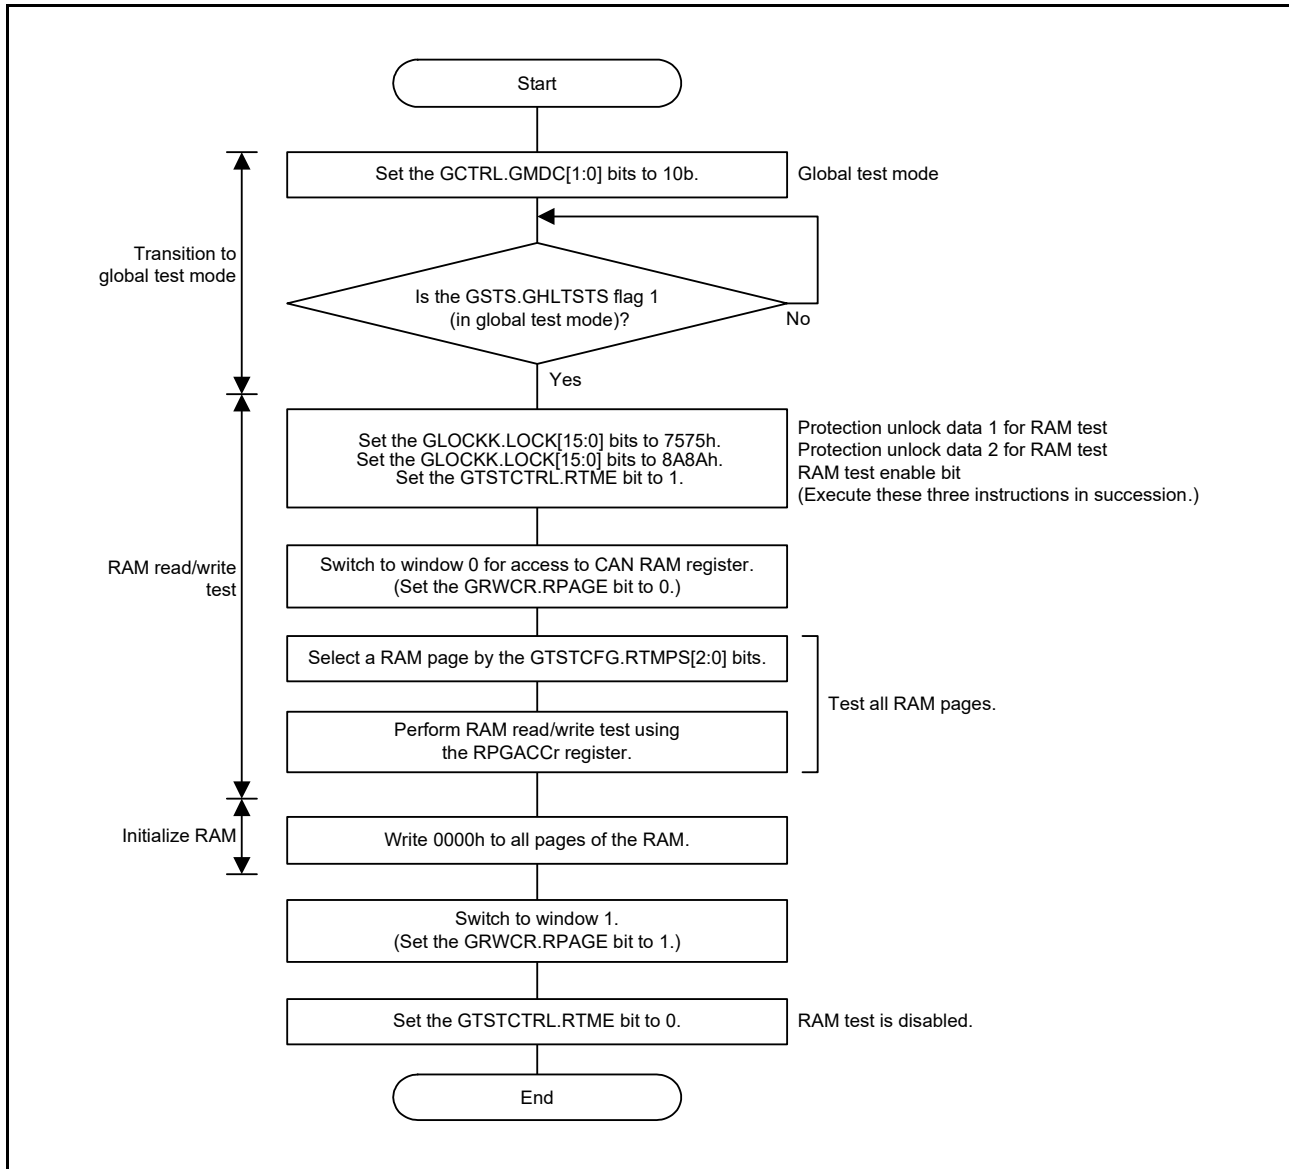 Start
Set the GCTRL.GMDC[1:0] bits to 10b.
Global test mode
Transition to
global test mode
Is the GSTS.GHLTSTS flag 1
(in global test mode)?
No
Yes
Set the GLOCKK.LOCK[15:0] bits to 7575h.
Set the GLOCKK.LOCK[15:0] bits to 8A8Ah.
Set the GTSTCTRL.RTME bit to 1.
Protection unlock data 1 for RAM test
Protection unlock data 2 for RAM test
RAM test enable bit
(Execute these three instructions in succession.)
RAM read/write
test
Switch to window 0 for access to CAN RAM register.
(Set the GRWCR.RPAGE bit to 0.)
Select a RAM page by the GTSTCFG.RTMPS[2:0] bits.
Test all RAM pages.
Perform RAM read/write test using
the RPGACCr register.
Initialize RAM
Write 0000h to all pages of the RAM.
Switch to window 1.
(Set the GRWCR.RPAGE bit to 1.)
Set the GTSTCTRL.RTME bit to 0.
RAM test is disabled.
End